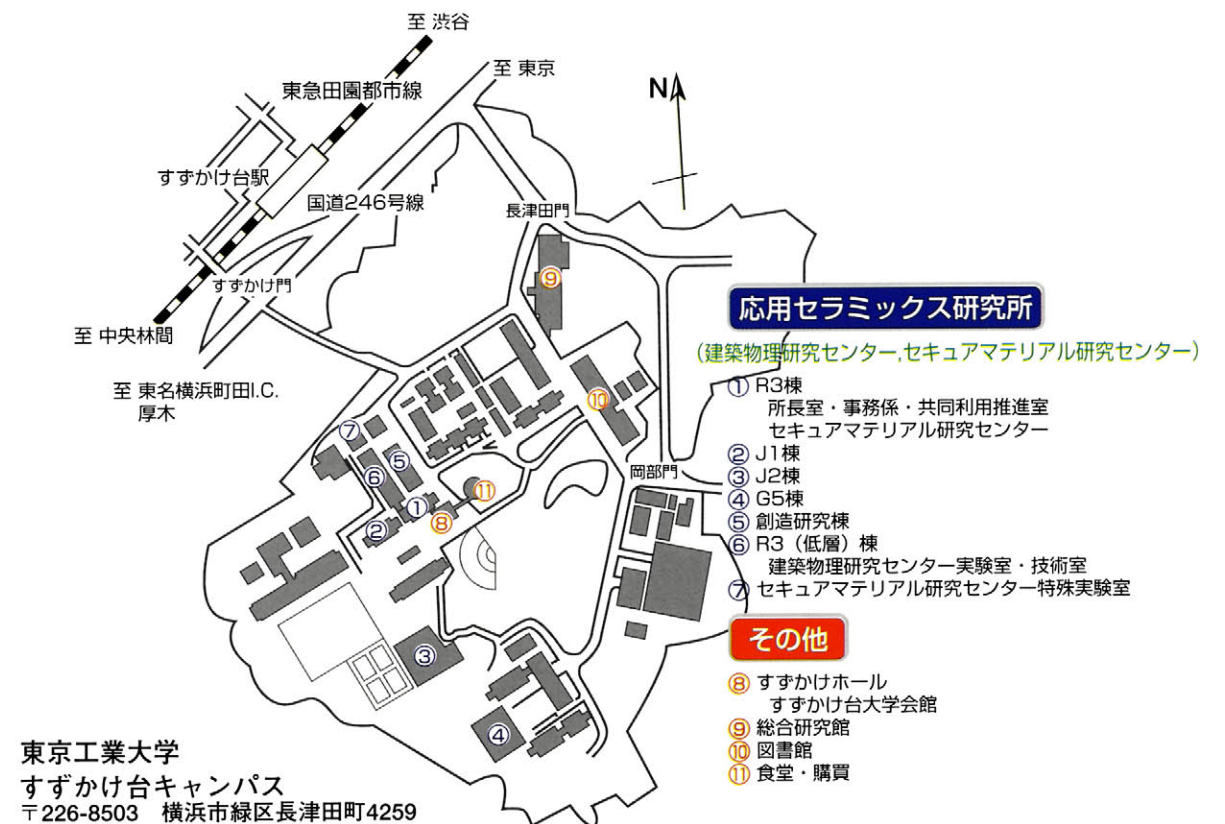 至 渋谷
至 東京
東急田園都市線
N
すずかけ台駅
国道246号線
長津田門
すずかけ門
至 中央林間
至 東名横浜町田I.C.
厚木
岡部門
⑨
⑩
⑦
⑤
⑥
①
⑪
②
⑧
③
④
応用セラミックス研究所
(建築物理研究センター,セキュアマテリアル研究センター)
① R3棟
所長室・事務係・共同利用推進室
セキュアマテリアル研究センター
② J1棟
③ J2棟
④ G5棟
⑤ 創造研究棟
⑥ R3（低層）棟
建築物理研究センター実験室・技術室
⑦ セキュアマテリアル研究センター特殊実験室
その他
⑧ すずかけホール
すずかけ台大学会館
⑨ 総合研究館
⑩ 図書館
⑪ 食堂・購買
東京工業大学
すずかけ台キャンパス
〒226-8503　横浜市緑区長津田町4259